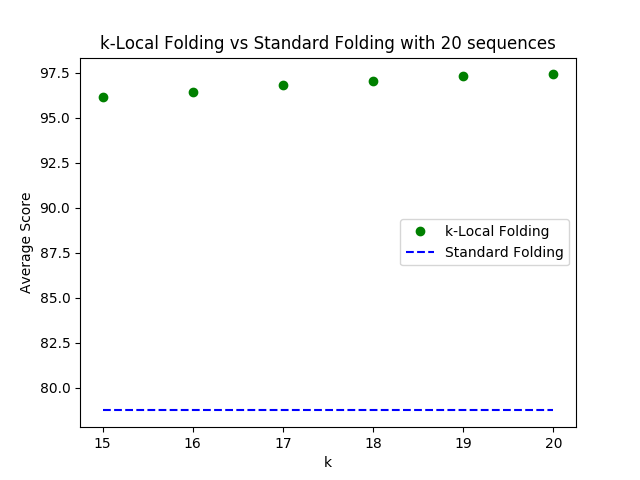 k-Local Folding vs Standard Folding with 20 sequences
97.5
95.0
92.5
90.0
87.5
85.0
82.5
80.0
Average Score
k-Local Folding
Standard Folding
15 16 17 18 19 20
k